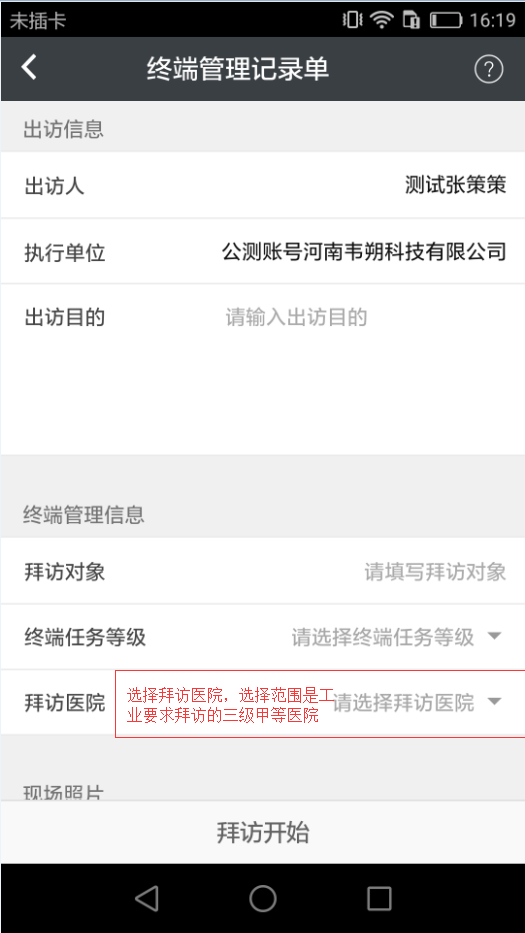 未插卡 16:19
终端管理记录单 ?
出访信息
出访人 测试张策策
执行单位 公测账号河南韦朔科技有限公司
出访目的 请输入出访目的
终端管理信息
拜访对象 请填写拜访对象
终端任务等级 请选择终端任务等级
拜访医院 请选择拜访医院
选择拜访医院，选择范围是工
业要求拜访的三级甲等医院
现场照片
拜访开始